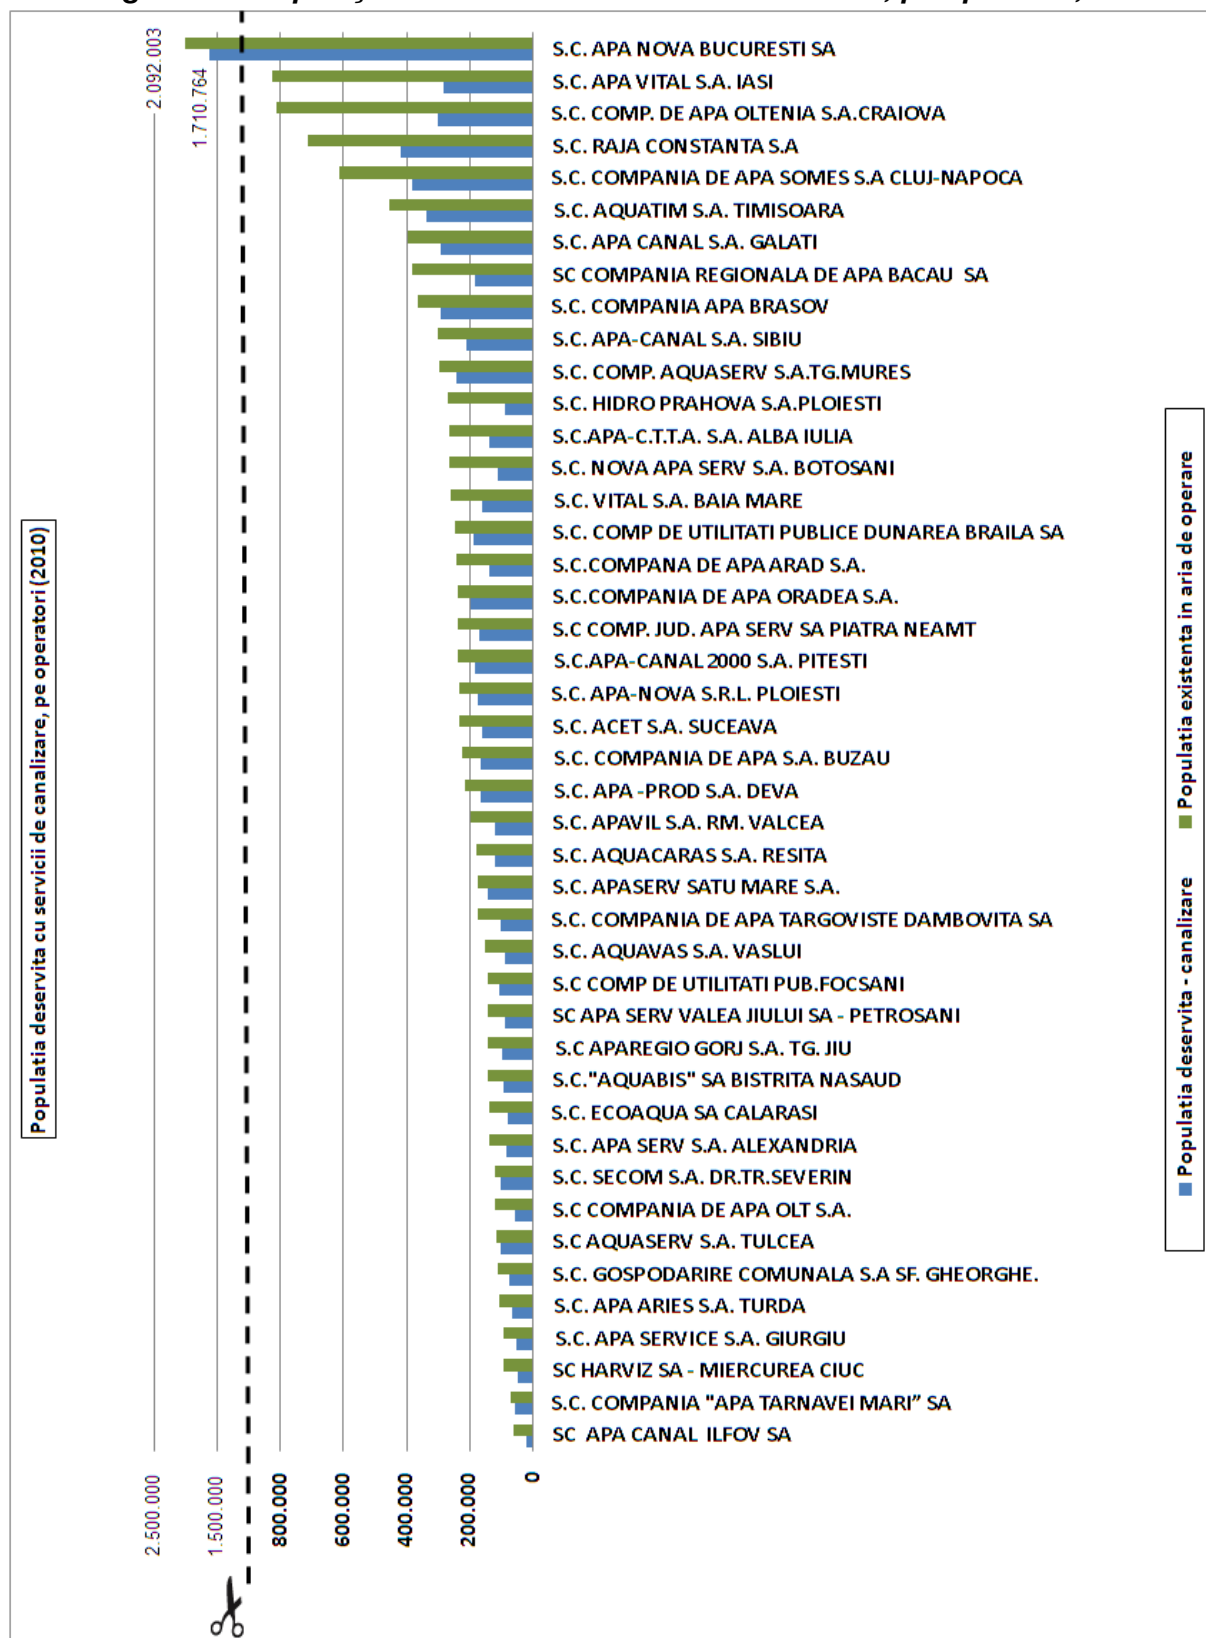 Populatia deservita cu servicii de canalizare, pe operatori (2010)
2.092.003
1.710.764
S.C. APA NOVA BUCURESTI SA
S.C. APA VITAL S.A. IASI
S.C. COMP. DE APA OLTENIA S.A.CRAIOVA
S.C. RAJA CONSTANTA S.A
S.C. COMPANIA DE APA SOMES S.A CLUJ-NAPOCA
S.C. AQUATIM S.A. TIMISOARA
S.C. APA CANAL S.A. GALATI
SC COMPANIA REGIONALA DE APA BACAU SA
S.C. COMPANIA APA BRASOV
S.C. APA-CANAL S.A. SIBIU
S.C. COMP. AQUASERV S.A.TG.MURES
S.C. HIDRO PRAHOVA S.A.PLOIESTI
S.C.APA-C.T.T.A. S.A. ALBA IULIA
S.C. NOVA APA SERV S.A. BOTOSANI
S.C. VITAL S.A. BAIA MARE
S.C. COMP DE UTILITATI PUBLICE DUNAREA BRAILA SA
S.C.COMPANA DE APA ARAD S.A.
S.C.COMPANIA DE APA ORADEA S.A.
S.C COMP. JUD. APA SERV SA PIATRA NEAMT
S.C.APA-CANAL 2000 S.A. PITESTI
S.C. APA-NOVA S.R.L. PLOIESTI
S.C. ACET S.A. SUCEAVA
S.C. COMPANIA DE APA S.A. BUZAU
S.C. APA -PROD S.A. DEVA
S.C. APAVIL S.A. RM. VALCEA
S.C. AQUACARAS S.A. RESITA
S.C. APASERV SATU MARE S.A.
S.C. COMPANIA DE APA TARGOVISTE DAMBOVITA SA
S.C. AQUAVAS S.A. VASLUI
S.C COMP DE UTILITATI PUB.FOCSANI
SC APA SERV VALEA JIULUI SA - PETROSANI
S.C APAREGIO GORJ S.A. TG. JIU
S.C."AQUABIS" SA BISTRITA NASAUD
S.C. ECOAQUA SA CALARASI
S.C. APA SERV S.A. ALEXANDRIA
S.C. SECOM S.A. DR.TR.SEVERIN
S.C COMPANIA DE APA OLT S.A.
S.C AQUASERV S.A. TULCEA
S.C. GOSPODARIRE COMUNALA S.A SF. GHEORGHE.
S.C. APA ARIES S.A. TURDA
S.C. APA SERVICE S.A. GIURGIU
SC HARVIZ SA - MIERCUREA CIUC
S.C. COMPANIA "APA TARNAVEI MARI" SA
SC APA CANAL ILFOV SA
2.500.000
1.500.000
800.000
600.000
400.000
200.000
0
Populatia deservita - canalizare
Populatia existenta in aria de operare